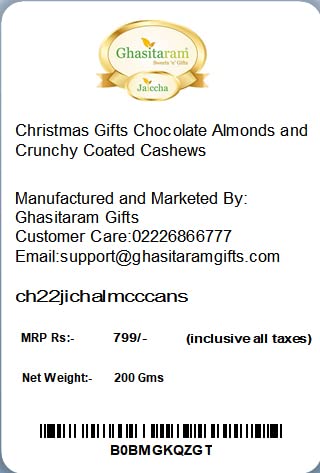 Ghasitaram
Sweets 'n' Gifts
Jaiccha
Christmas Gifts Chocolate Almonds and
Crunchy Coated Cashews
Manufactured and Marketed By:
Ghasitaram Gifts
Customer Care:02226866777
Email:support@ghasitaramgifts.com
ch22jichalmcccans
MRP Rs:- 799/- (inclusive all taxes)
Net Weight:- 200 Gms
B0BMGKQZGT